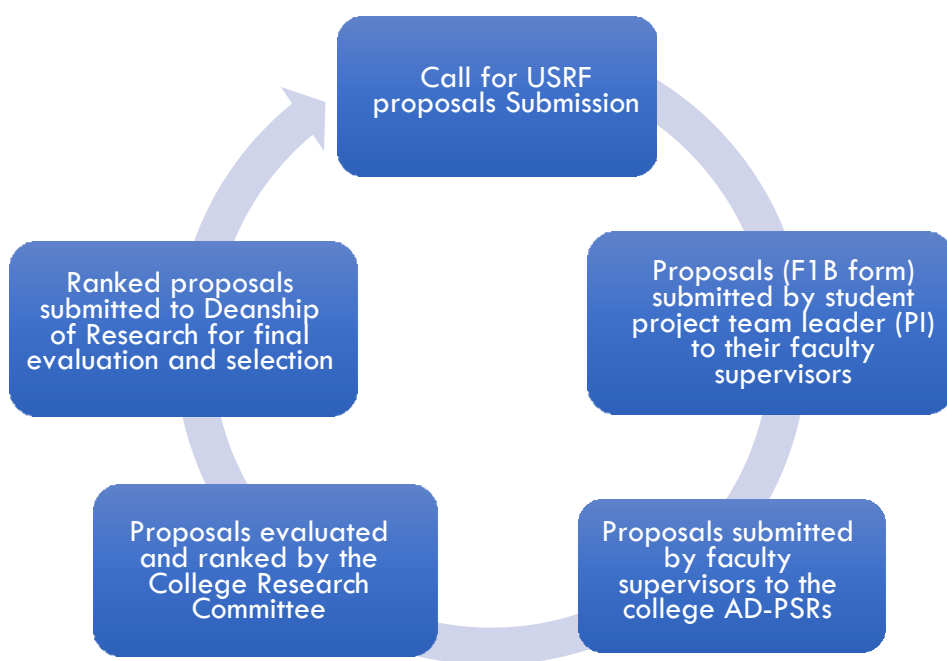 Call for USRF
proposals Submission
Proposals (F1B form)
submitted by student
project team leader (PI)
to their faculty
supervisors
Proposals submitted
by faculty
supervisors to the
college AD-PSRs
Proposals evaluated
and ranked by the
College Research
Committee
Ranked proposals
submitted to Deanship
of Research for final
evaluation and selection